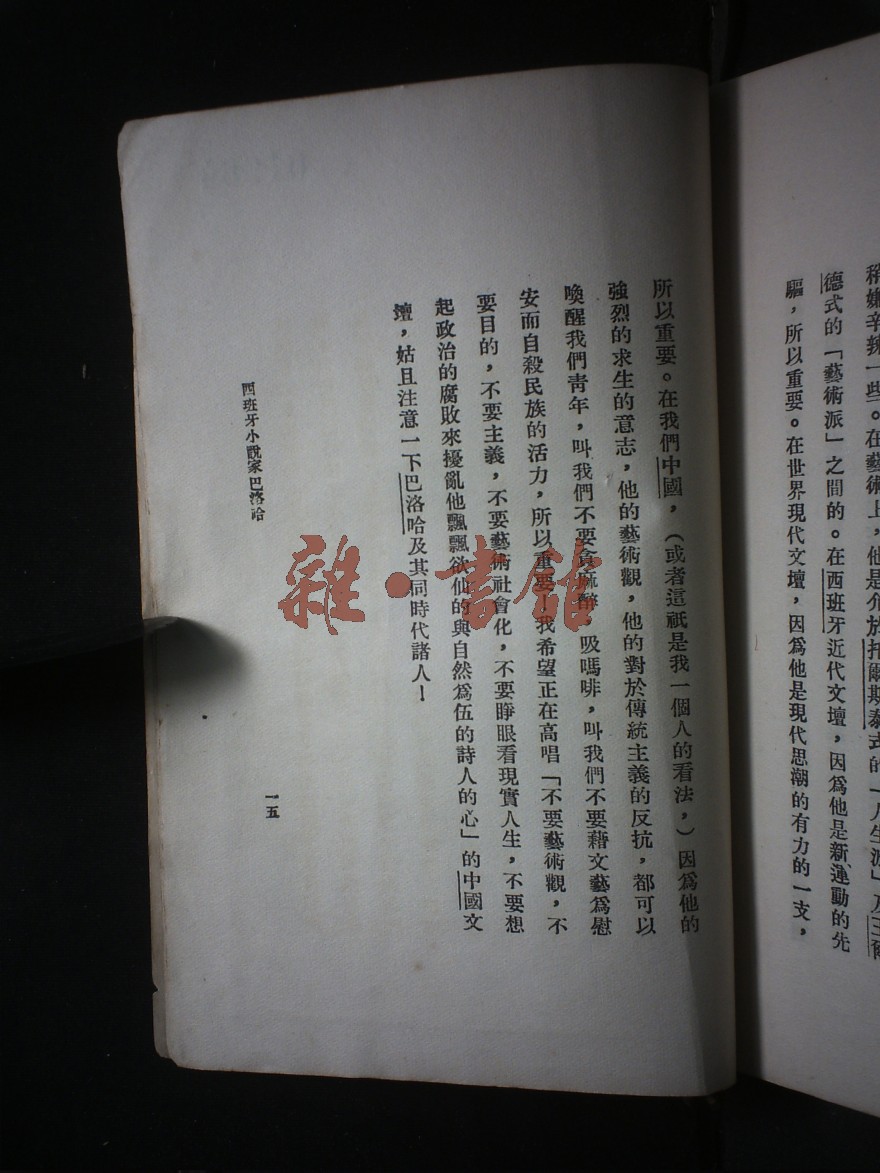 稍嫌辛辣一些。在藝術上，他是介於托爾斯泰式的「人生派」及王爾
德式的「藝術派」之間的。在西班牙近代文壇，因爲他是新運動的先
驅，所以重要。在世界現代文壇，因爲他是現代思潮的有力的一支，
所以重要。在我們中國，（或者這祇是我一個人的看法，）因爲他的
強烈的求生的意志，他的藝術觀，他的對於傳統主義的反抗，都可以
喚醒我們青年，叫我們不要貪麻醉，吸嗎啡，叫我們不要藉文藝爲慰
安而自殺民族的活力，所以重要！我希望正在高唱「不要藝術觀，不
要目的，不要主義，不要藝術社會化，不要睜眼看現實人生，不要想
起政治的腐敗來擾亂他飄飄欲仙的與自然爲伍的詩人的心」的中國文
壇，姑且注意一下巴洛哈及其同時代諸人！
西班牙小說家巴洛哈
一五
雜·書館